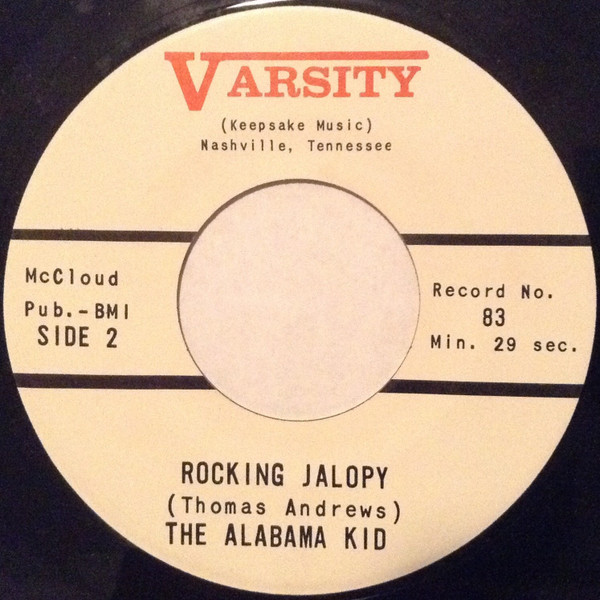 VARSITY
(Keepsake Music)
Nashville, Tennessee
McCloud
Pub.-BMI
SIDE 2
Record No.
83
Min. 29 sec.
ROCKING JALOPY
(Thomas Andrews)
THE ALABAMA KID